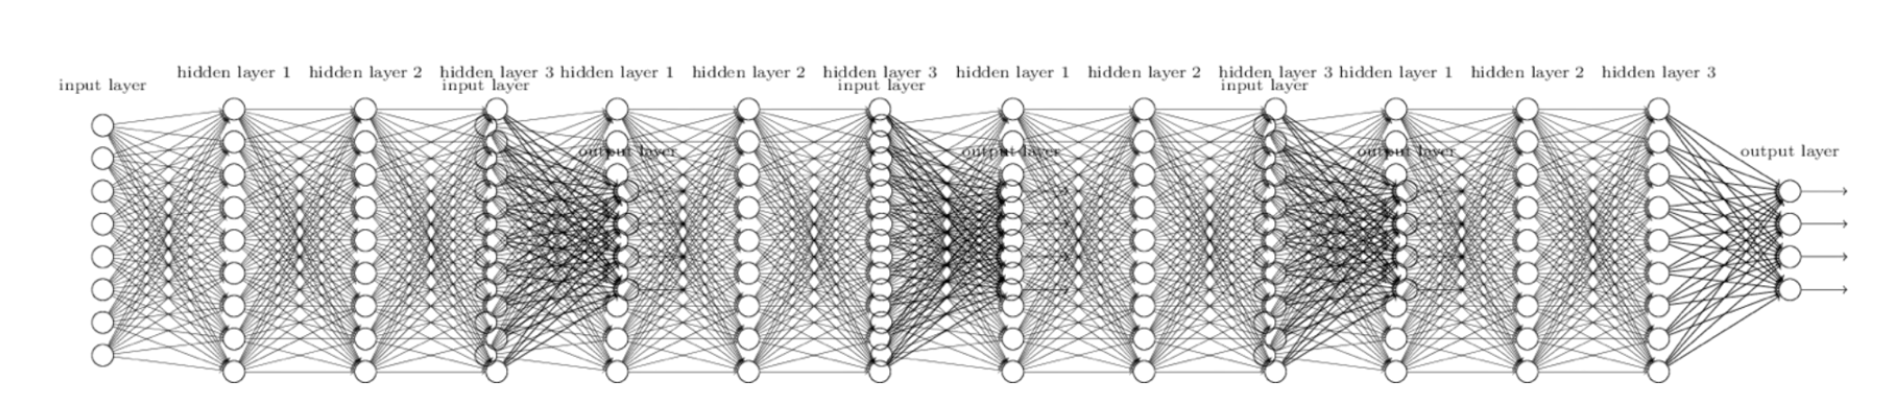 hidden layer 1 hidden layer 2 hidden layer 3 hidden layer 1 hidden layer 2 hidden layer 3 hidden layer 1 hidden layer 2 hidden layer 3 hidden layer 1 hidden layer 2 hidden layer 3
input layer input layer input layer input layer
output layer output layer output layer output layer